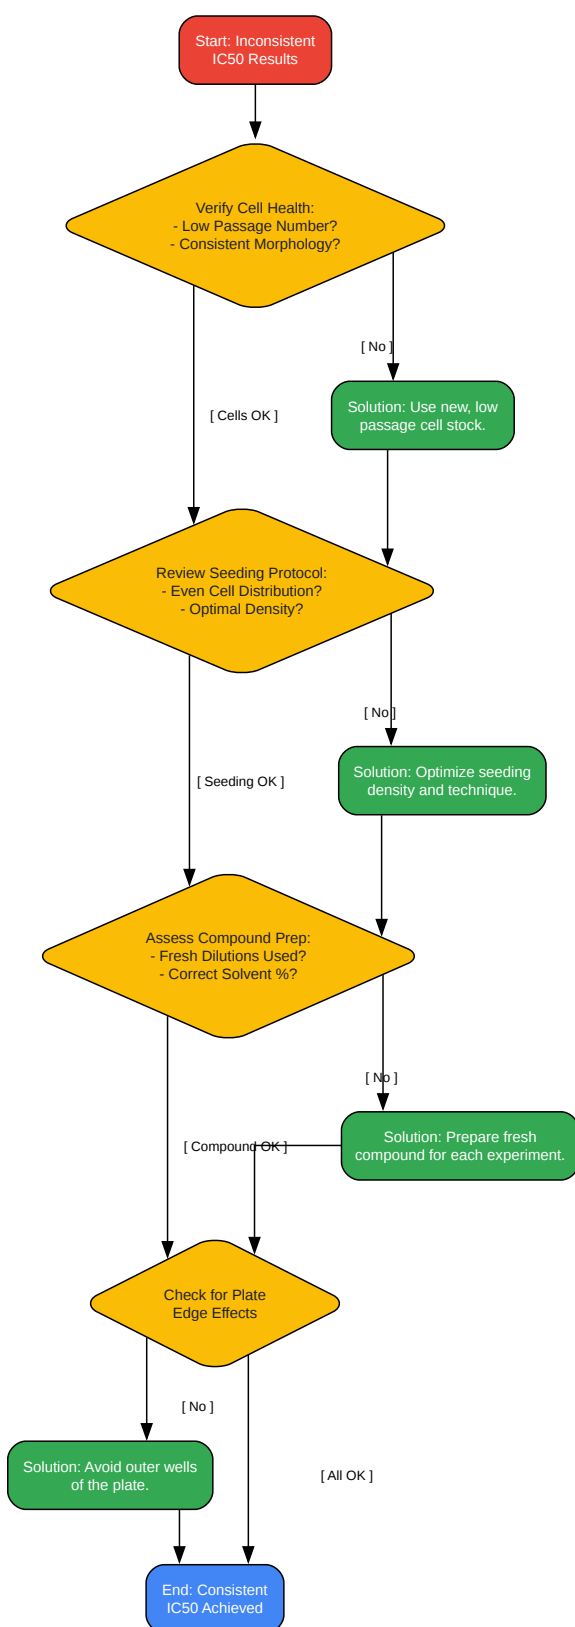 Start: Inconsistent
IC50 Results
Verify Cell Health:
- Low Passage Number?
- Consistent Morphology?
[ No ]
[ Cells OK ]
Solution: Use new, low
passage cell stock.
Review Seeding Protocol:
- Even Cell Distribution?
- Optimal Density?
[ No ]
[ Seeding OK ]
Solution: Optimize seeding
density and technique.
Assess Compound Prep:
- Fresh Dilutions Used?
- Correct Solvent %?
[ No ]
[ Compound OK ]
Solution: Prepare fresh
compound for each experiment.
Check for Plate
Edge Effects
[ No ]
Solution: Avoid outer wells
of the plate.
[ All OK ]
End: Consistent
IC50 Achieved